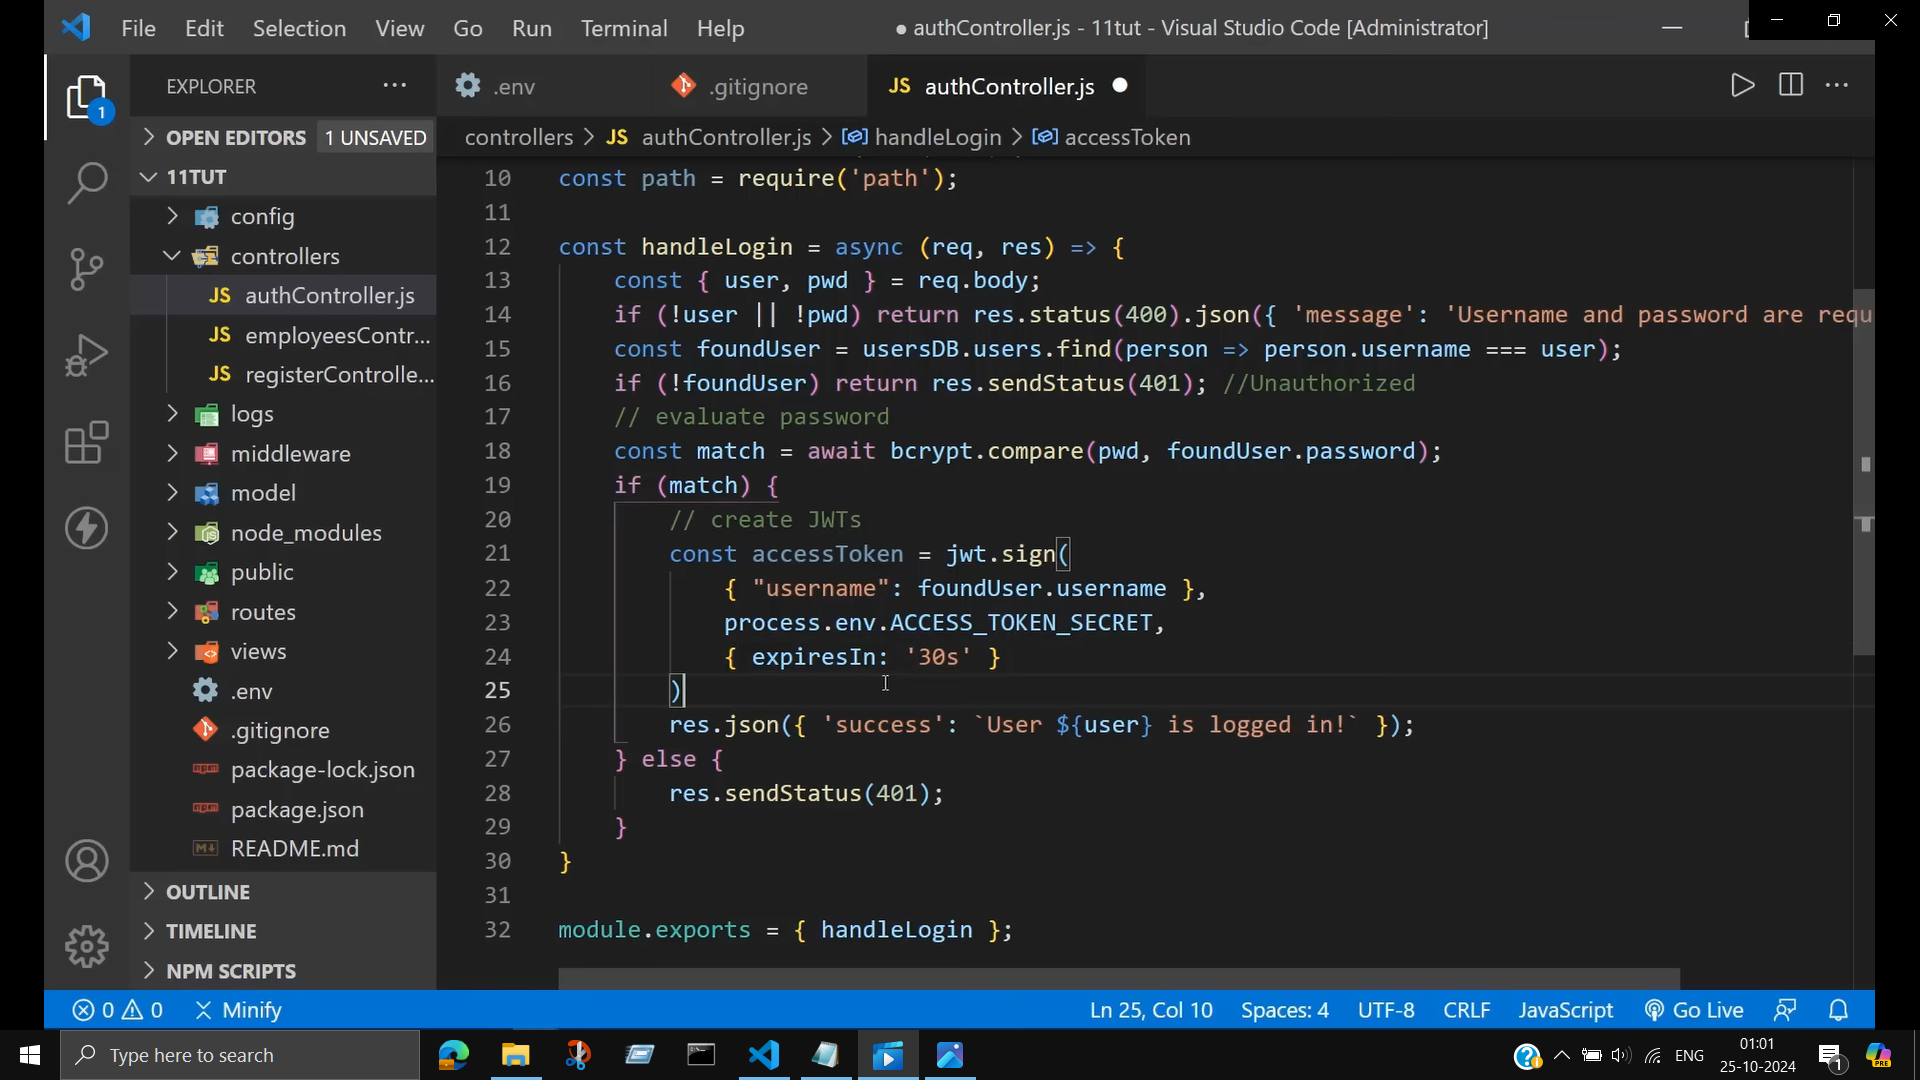 File Edit Selection View Go Run Terminal Help
● authController.js - 11tut - Visual Studio Code [Administrator]
EXPLORER
.env
.gitignore
JS authController.js
OPEN EDITORS 1 UNSAVED
controllers > JS authController.js > handleLogin > accessToken
11TUT
config
controllers
JS authController.js
JS employeesContr...
JS registerControlle...
logs
middleware
model
node_modules
public
routes
views
.env
.gitignore
package-lock.json
package.json
README.md
OUTLINE
TIMELINE
NPM SCRIPTS
10 const path = require('path');
11
12 const handleLogin = async (req, res) => {
13 const { user, pwd } = req.body;
14 if (!user || !pwd) return res.status(400).json({ 'message': 'Username and password are requ
15 const foundUser = usersDB.users.find(person => person.username === user);
16 if (!foundUser) return res.sendStatus(401); //Unauthorized
17 // evaluate password
18 const match = await bcrypt.compare(pwd, foundUser.password);
19 if (match) {
20 // create JWTs
21 const accessToken = jwt.sign(
22 { "username": foundUser.username },
23 process.env.ACCESS_TOKEN_SECRET,
24 { expiresIn: '30s' }
25 )
26 res.json({ 'success': `User ${user} is logged in!` });
27 } else {
28 res.sendStatus(401);
29 }
30 }
31
32 module.exports = { handleLogin };
1
0 0 Minify
Ln 25, Col 10 Spaces: 4 UTF-8 CRLF JavaScript Go Live
Type here to search
ENG
01:01
25-10-2024
1
PRE